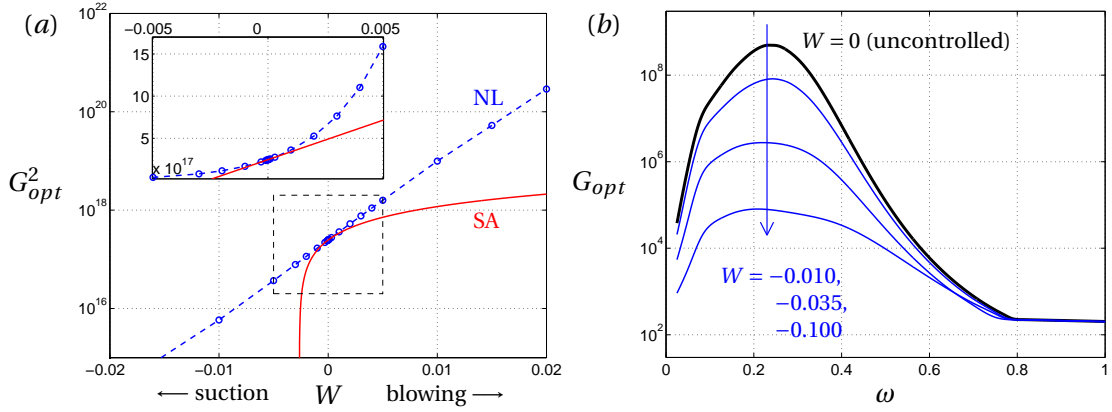 (a)
10^22
10^20
10^18
10^16
G_opt^2
−0.005 0 0.005
15
10
5
x 10^17
NL
SA
−0.02 −0.01 0 0.01 0.02
← suction W blowing →
(b)
W = 0 (uncontrolled)
10^8
10^6
10^4
10^2
G_opt
W = −0.010,
−0.035,
−0.100
0 0.2 0.4 0.6 0.8 1
ω